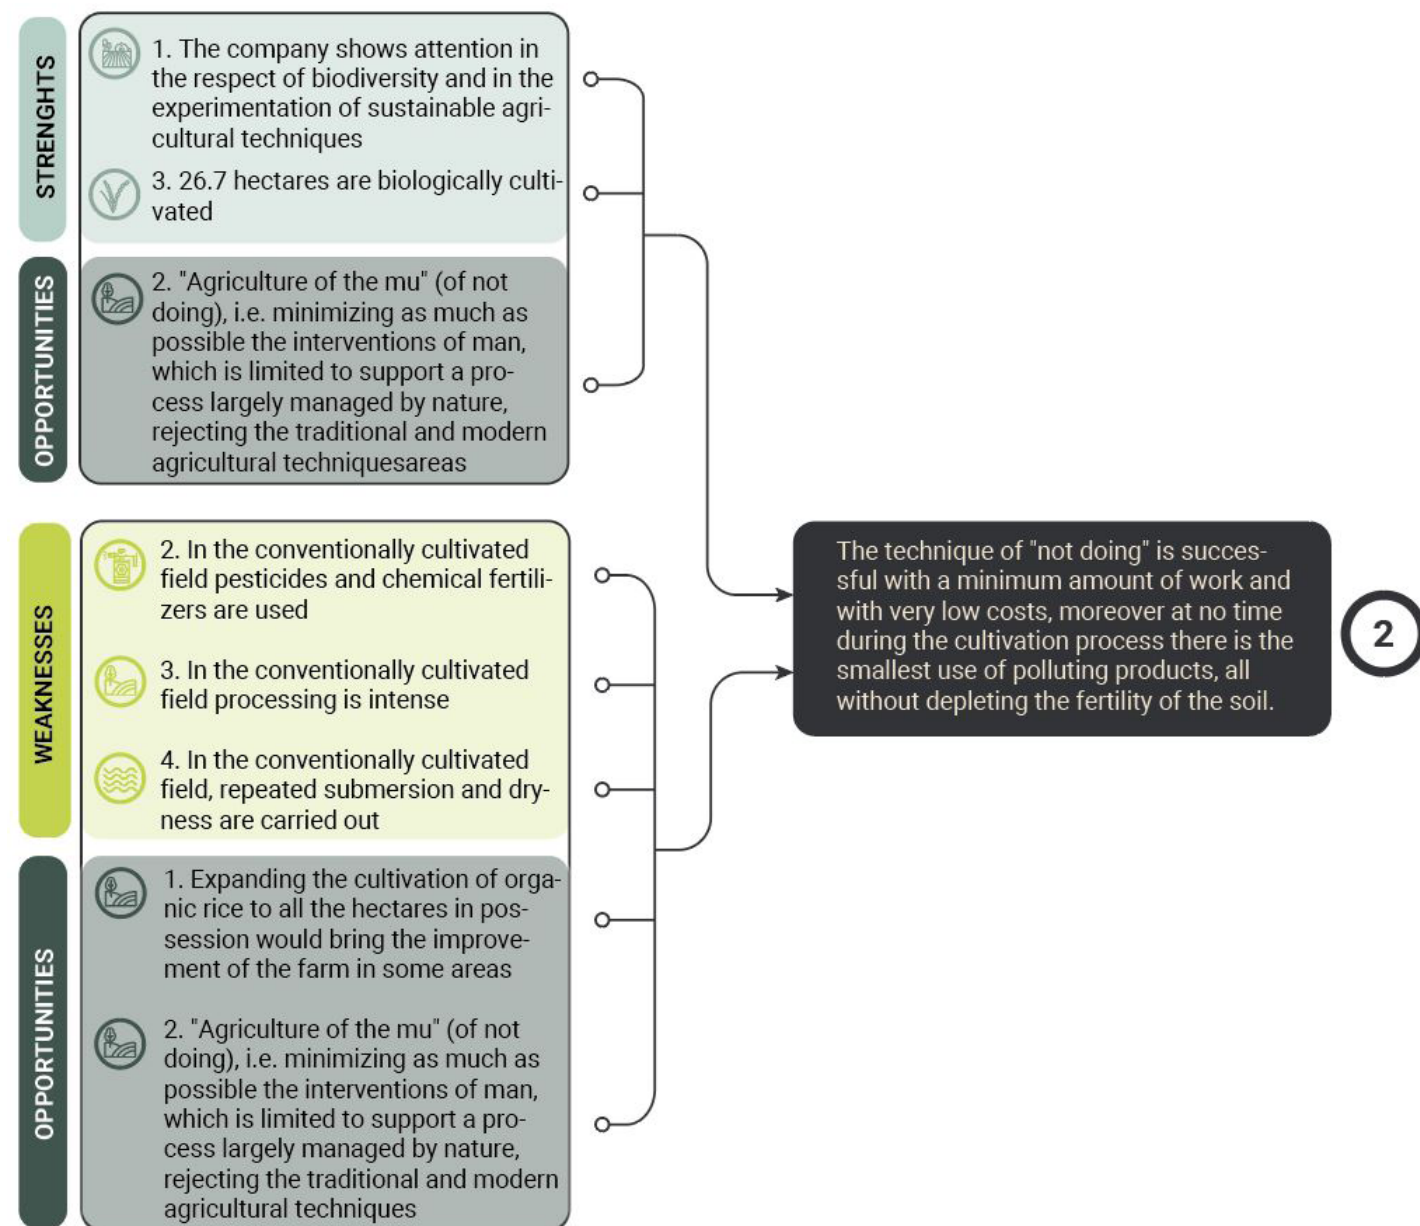 STRENGHTS
1. The company shows attention in
the respect of biodiversity and in the
experimentation of sustainable agri-
cultural techniques
3. 26.7 hectares are biologically culti-
vated
OPPORTUNITIES
2. "Agriculture of the mu" (of not
doing), i.e. minimizing as much as
possible the interventions of man,
which is limited to support a pro-
cess largely managed by nature,
rejecting the traditional and modern
agricultural techniquesareas
WEAKNESSES
2. In the conventionally cultivated
field pesticides and chemical fertili-
zers are used
3. In the conventionally cultivated
field processing is intense
4. In the conventionally cultivated
field, repeated submersion and dry-
ness are carried out
OPPORTUNITIES
1. Expanding the cultivation of orga-
nic rice to all the hectares in pos-
session would bring the improve-
ment of the farm in some areas
2. "Agriculture of the mu" (of not
doing), i.e. minimizing as much as
possible the interventions of man,
which is limited to support a pro-
cess largely managed by nature,
rejecting the traditional and modern
agricultural techniques
The technique of "not doing" is succes-
sful with a minimum amount of work and
with very low costs, moreover at no time
during the cultivation process there is the
smallest use of polluting products, all
without depleting the fertility of the soil.
2